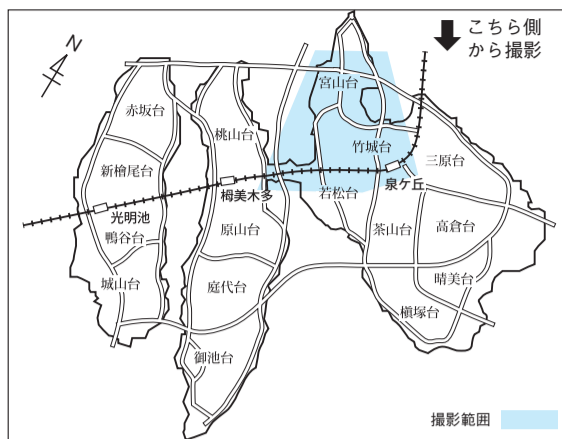 こちら側
から撮影
N
宮山台
赤坂台
桃山台
竹城台
三原台
新檜尾台
若松台
泉ケ丘
栂美木多
光明池
鴨谷台
原山台
茶山台
高倉台
城山台
庭代台
晴美台
槇塚台
御池台
撮影範囲